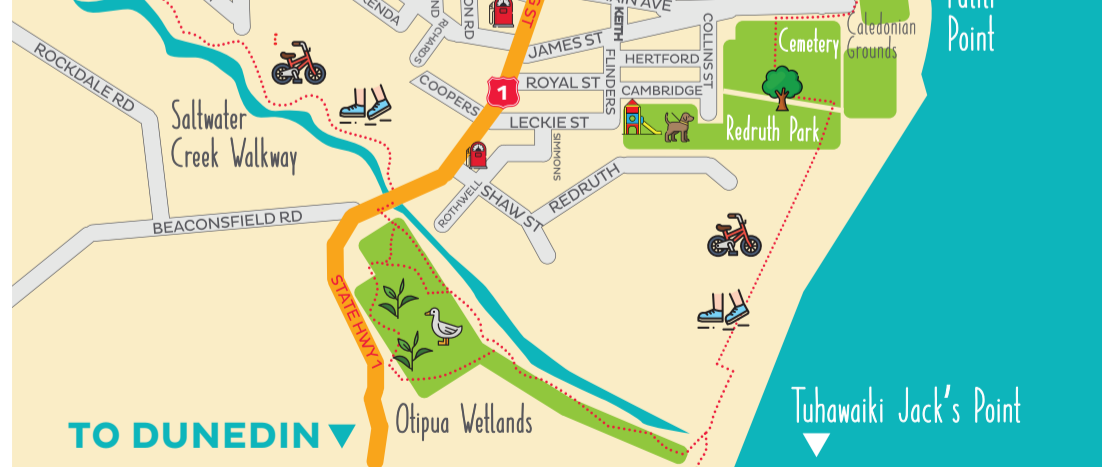 KING ST
KEITH
JAMES ST
COLLINS ST
Caledonian
Grounds
Point
Cemetery
ROCKDALE RD
RICHARDS
HERTFORD
ROYAL ST
FLINDERS
COOPERS
1
CAMBRIDGE
Saltwater
Creek Walkway
LECKIE ST
Redruth Park
SIMMONS
REDRUTH
ROTHWELL
SHAW ST
BEACONSFIELD RD
STATE HWY 1
Tuhawaiki Jack's Point
Otipua Wetlands
TO DUNEDIN